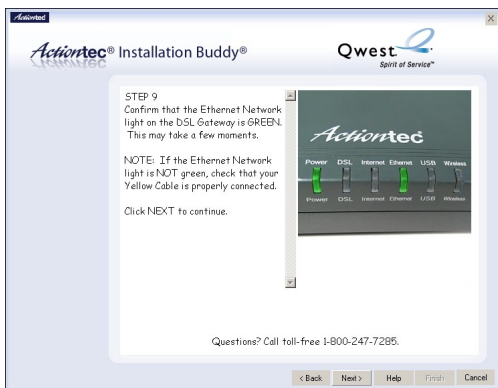 Actiontec
Actiontec® Installation Buddy®
Qwest
Spirit of Service™
STEP 9
Confirm that the Ethernet Network
light on the DSL Gateway is GREEN.
This may take a few moments.
NOTE: If the Ethernet Network
light is NOT green, check that your
Yellow Cable is properly connected.
Click NEXT to continue.
Actiontec
Power DSL Internet Ethernet USB Wireless
Power DSL Internet Ethernet USB Wireless
Questions? Call toll-free 1-800-247-7285.
< Back Next > Help Finish Cancel